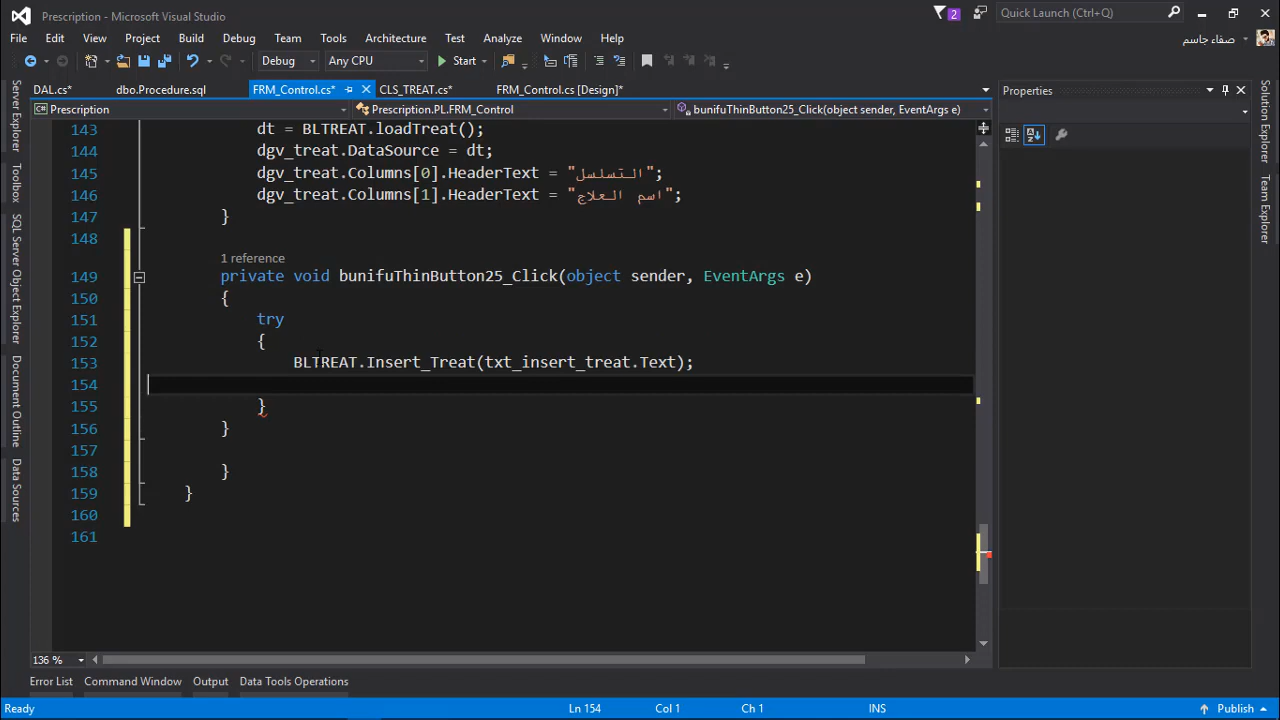 Prescription - Microsoft Visual Studio
2
Quick Launch (Ctrl+Q)
File Edit View Project Build Debug Team Tools Architecture Test Analyze Window Help
صفاء جاسم
Debug Any CPU Start
DAL.cs* dbo.Procedure.sql FRM_Control.cs* CLS_TREAT.cs* FRM_Control.cs [Design]*
Properties
Prescription Prescription.PL.FRM_Control bunifuThinButton25_Click(object sender, EventArgs e)
Server Explorer
Toolbox
SQL Server Object Explorer
Document Outline
Data Sources
Solution Explorer
Team Explorer
143 dt = BLTREAT.loadTreat();
144 dgv_treat.DataSource = dt;
145 dgv_treat.Columns[0].HeaderText = "التسلسل";
146 dgv_treat.Columns[1].HeaderText = "اسم العلاج";
147 }
148
1 reference
149 private void bunifuThinButton25_Click(object sender, EventArgs e)
150 {
151 try
152 {
153 BLTREAT.Insert_Treat(txt_insert_treat.Text);
154
155 }
156 }
157
158 }
159 }
160
161
136 %
Error List Command Window Output Data Tools Operations
Ready Ln 154 Col 1 Ch 1 INS Publish